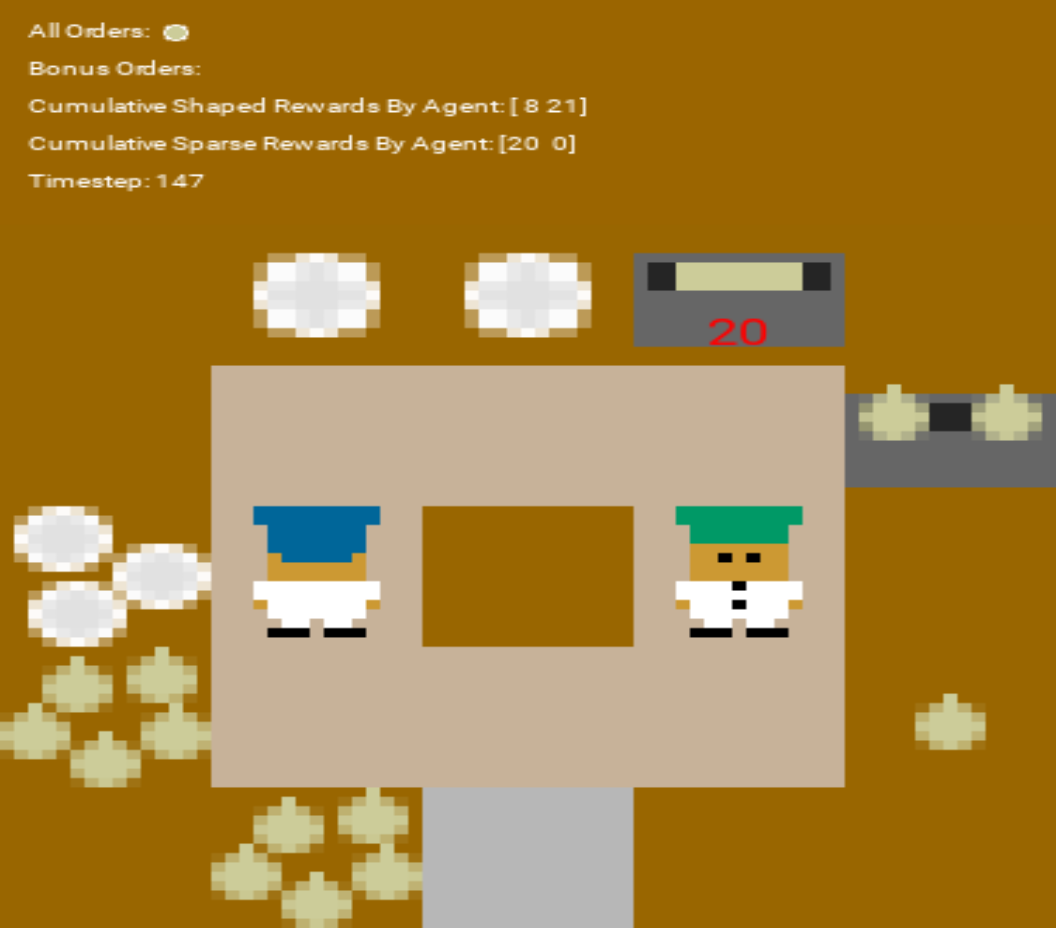 All Orders:
Bonus Orders:
Cumulative Shaped Rewards By Agent: [ 8 21]
Cumulative Sparse Rewards By Agent: [20  0]
Timestep: 147
20